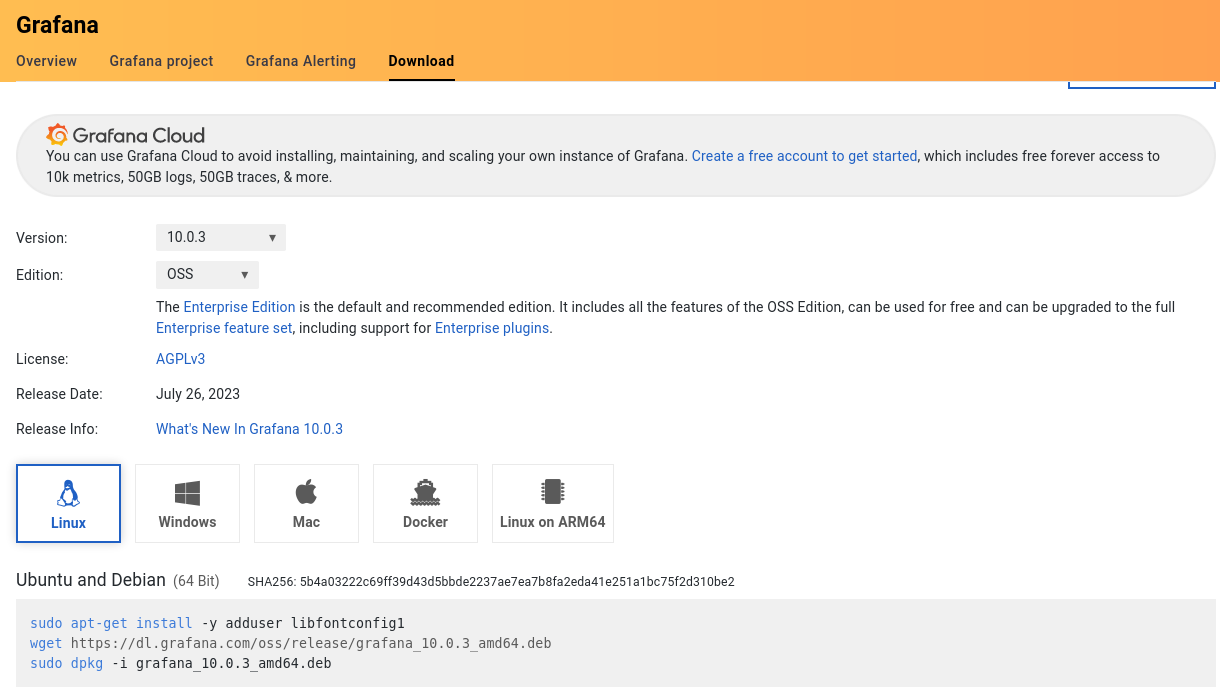 Grafana
Overview Grafana project Grafana Alerting Download
Grafana Cloud
You can use Grafana Cloud to avoid installing, maintaining, and scaling your own instance of Grafana. Create a free account to get started, which includes free forever access to
10k metrics, 50GB logs, 50GB traces, & more.
Version: 10.0.3
Edition: OSS
The Enterprise Edition is the default and recommended edition. It includes all the features of the OSS Edition, can be used for free and can be upgraded to the full
Enterprise feature set, including support for Enterprise plugins.
License: AGPLv3
Release Date: July 26, 2023
Release Info: What's New In Grafana 10.0.3
Linux Windows Mac Docker Linux on ARM64
Ubuntu and Debian (64 Bit) SHA256: 5b4a03222c69ff39d43d5bbde2237ae7ea7b8fa2eda41e251a1bc75f2d310be2
sudo apt-get install -y adduser libfontconfig1
wget https://dl.grafana.com/oss/release/grafana_10.0.3_amd64.deb
sudo dpkg -i grafana_10.0.3_amd64.deb